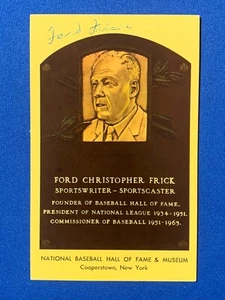 Ford Frick
FORD CHRISTOPHER FRICK
SPORTSWRITER – SPORTSCASTER
FOUNDER OF BASEBALL HALL OF FAME.
PRESIDENT OF NATIONAL LEAGUE 1934-1951.
COMMISSIONER OF BASEBALL 1951-1965.
NATIONAL BASEBALL HALL OF FAME & MUSEUM
Cooperstown, New York